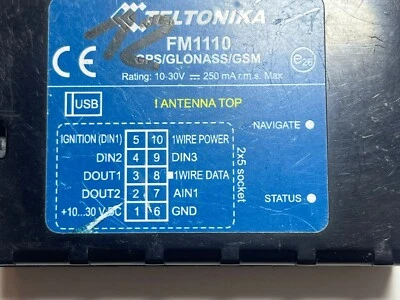 TELTONIKA
FM1110
GPS/GLONASS/GSM
Rating: 10-30V ⎓ 250 mA r.m.s. Max
e26
CE
USB
! ANTENNA TOP
NAVIGATE
IGNITION (DIN1) 5 10 1WIRE POWER
DIN2 4 9 DIN3
DOUT1 3 8 1WIRE DATA
DOUT2 2 7 AIN1
+10...30 V DC 1 6 GND
2x5 socket
STATUS